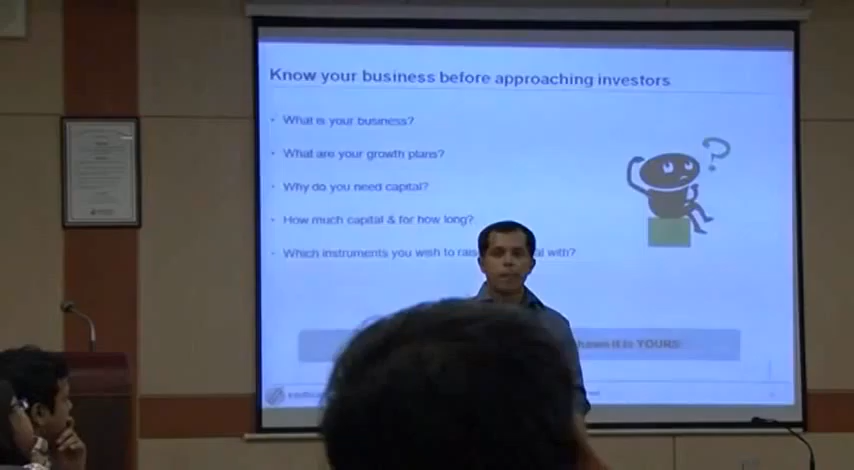 Know your business before approaching investors
What is your business?
What are your growth plans?
Why do you need capital?
How much capital & for how long?
Which instruments you wish to with?
it is YOURS
?